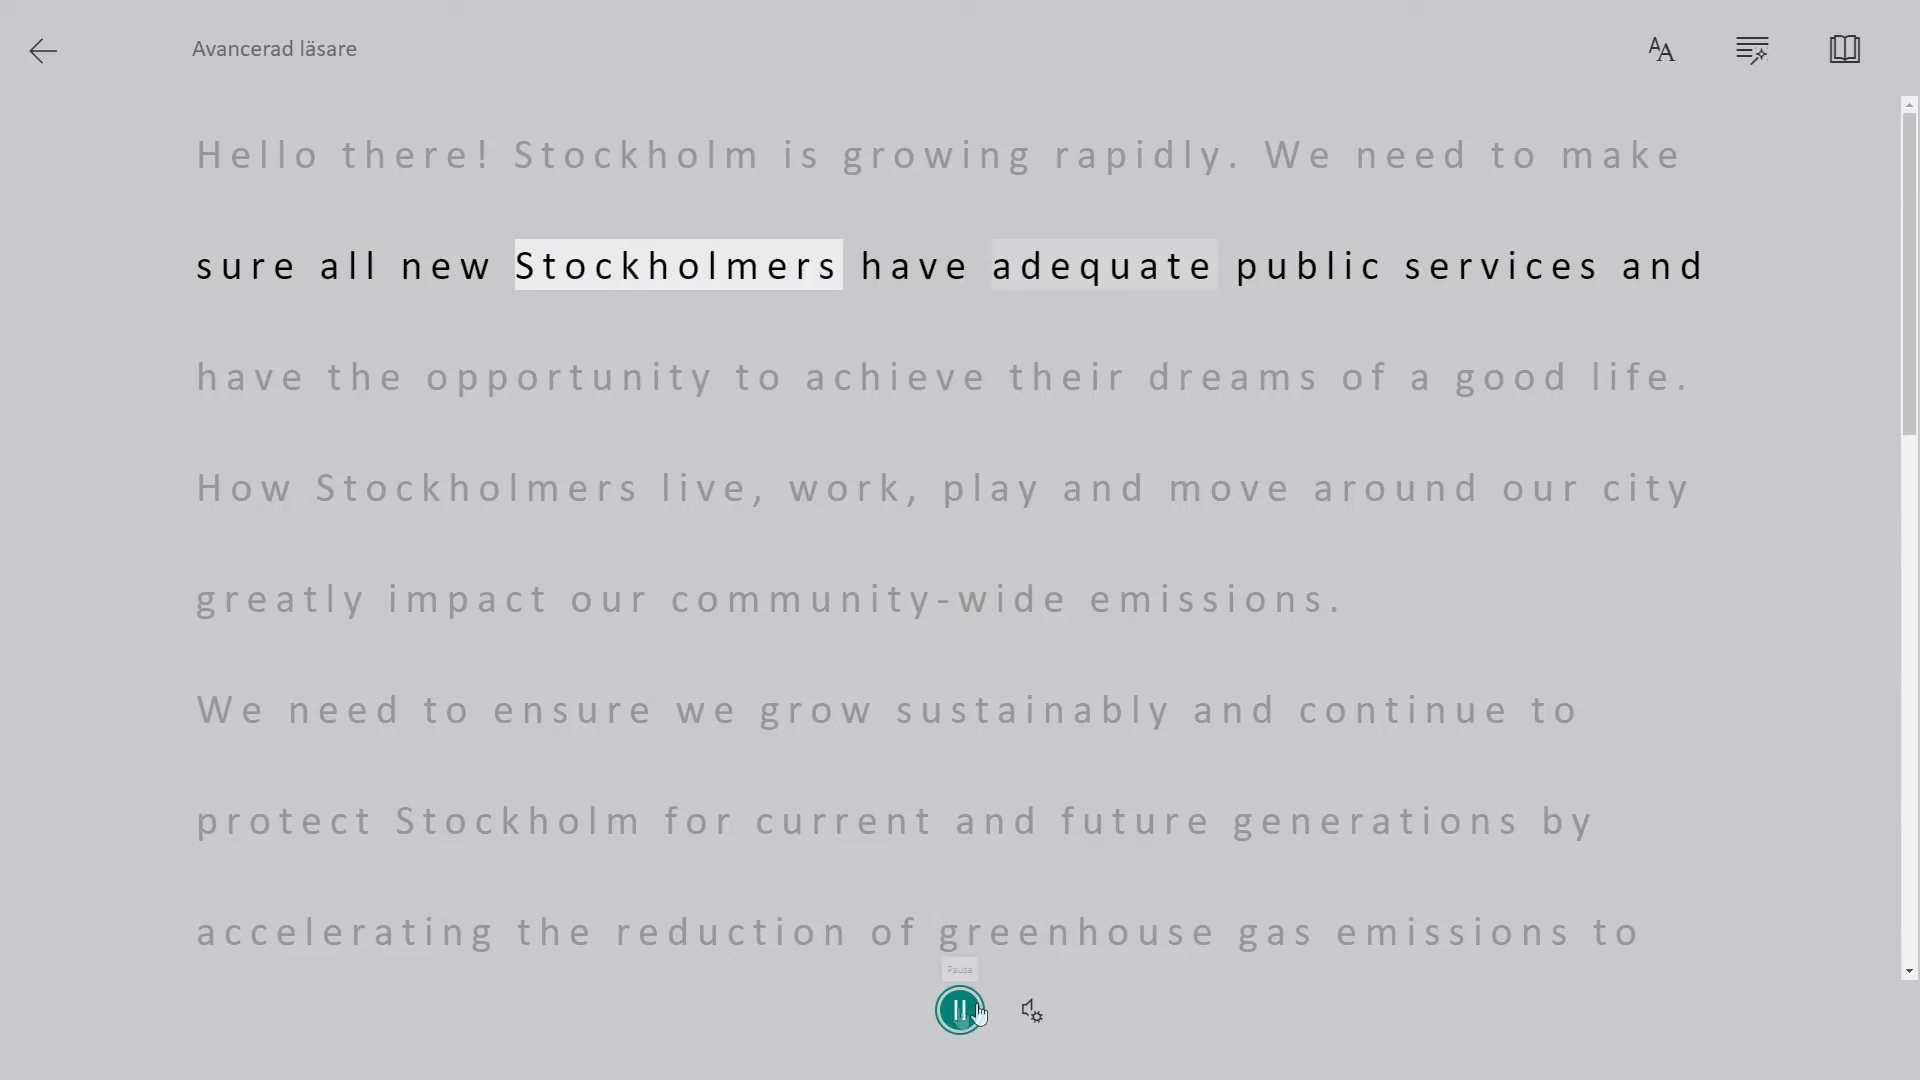 Avancerad läsare
Hello there! Stockholm is growing rapidly. We need to make
sure all new Stockholmers have adequate public services and
have the opportunity to achieve their dreams of a good life.
How Stockholmers live, work, play and move around our city
greatly impact our community-wide emissions.
We need to ensure we grow sustainably and continue to
protect Stockholm for current and future generations by
accelerating the reduction of greenhouse gas emissions to
Pausa